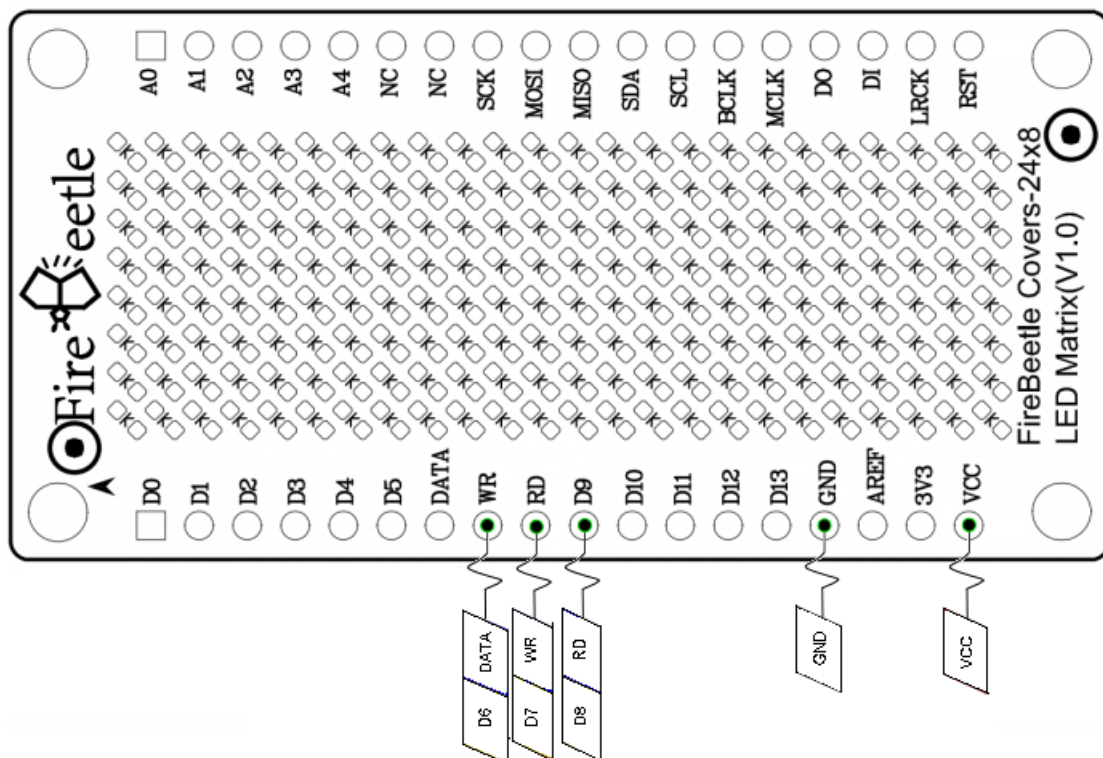 A0 A1 A2 A3 A4 NC NC SCK MOSI MISO SDA SCL BCLK MCLK DO DI LRCK RST
Fire eetle
FireBeetle Covers-24x8
LED Matrix(V1.0)
D0 D1 D2 D3 D4 D5 DATA WR RD D9 D10 D11 D12 D13 GND AREF 3V3 VCC
DATA WR RD GND VCC
D6 D7 D8